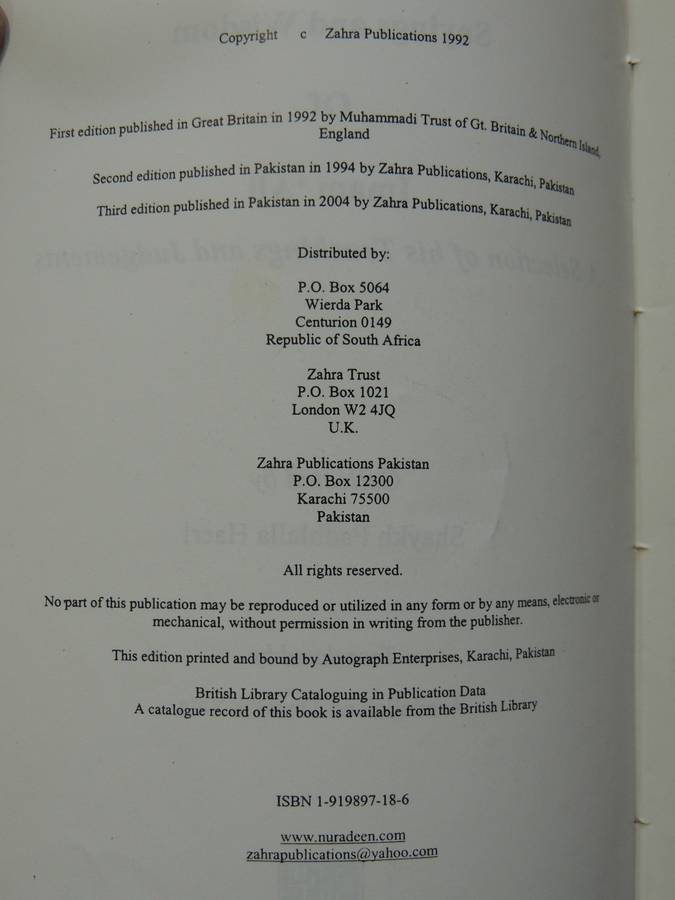 Copyright c Zahra Publications 1992
First edition published in Great Britain in 1992 by Muhammadi Trust of Gt. Britain & Northern Island,
England
Second edition published in Pakistan in 1994 by Zahra Publications, Karachi, Pakistan
Third edition published in Pakistan in 2004 by Zahra Publications, Karachi, Pakistan
Distributed by:
P.O. Box 5064
Wierda Park
Centurion 0149
Republic of South Africa
Zahra Trust
P.O. Box 1021
London W2 4JQ
U.K.
Zahra Publications Pakistan
P.O. Box 12300
Karachi 75500
Pakistan
All rights reserved.
No part of this publication may be reproduced or utilized in any form or by any means, electronic or
mechanical, without permission in writing from the publisher.
This edition printed and bound by Autograph Enterprises, Karachi, Pakistan
British Library Cataloguing in Publication Data
A catalogue record of this book is available from the British Library
ISBN 1-919897-18-6
www.nuradeen.com
zahrapublications@yahoo.com